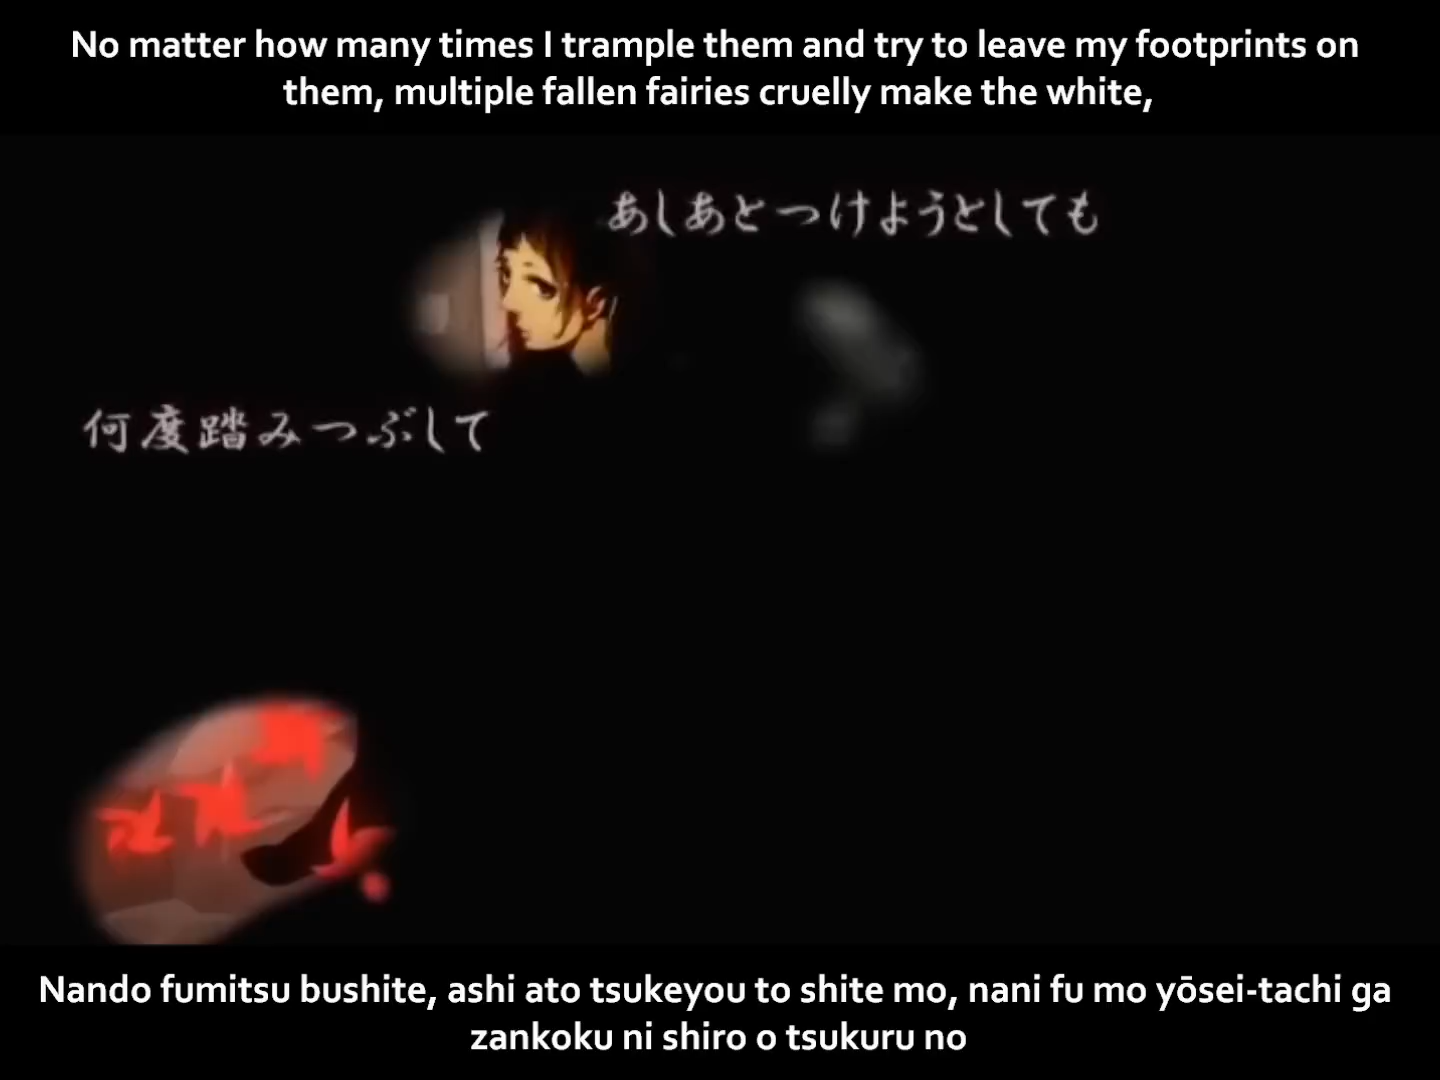 No matter how many times I trample them and try to leave my footprints on
them, multiple fallen fairies cruelly make the white,
あしあとつけようとしても
何度踏みつぶして
Nando fumitsu bushite, ashi ato tsukeyou to shite mo, nani fu mo yōsei-tachi ga
zankoku ni shiro o tsukuru no